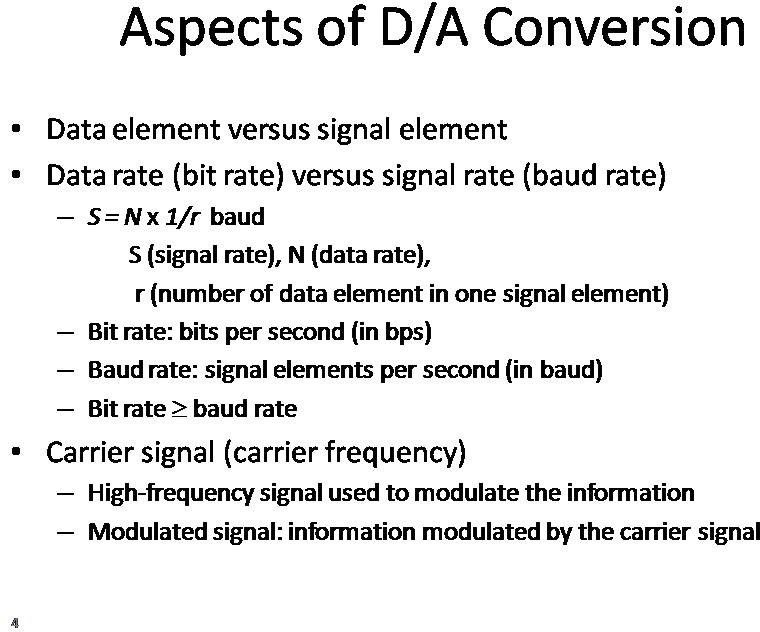 Aspects of D/A Conversion
• Data element versus signal element
• Data rate (bit rate) versus signal rate (baud rate)
– S = N x 1/r baud
S (signal rate), N (data rate),
r (number of data element in one signal element)
– Bit rate: bits per second (in bps)
– Baud rate: signal elements per second (in baud)
– Bit rate ≥ baud rate
• Carrier signal (carrier frequency)
– High-frequency signal used to modulate the information
– Modulated signal: information modulated by the carrier signal
4